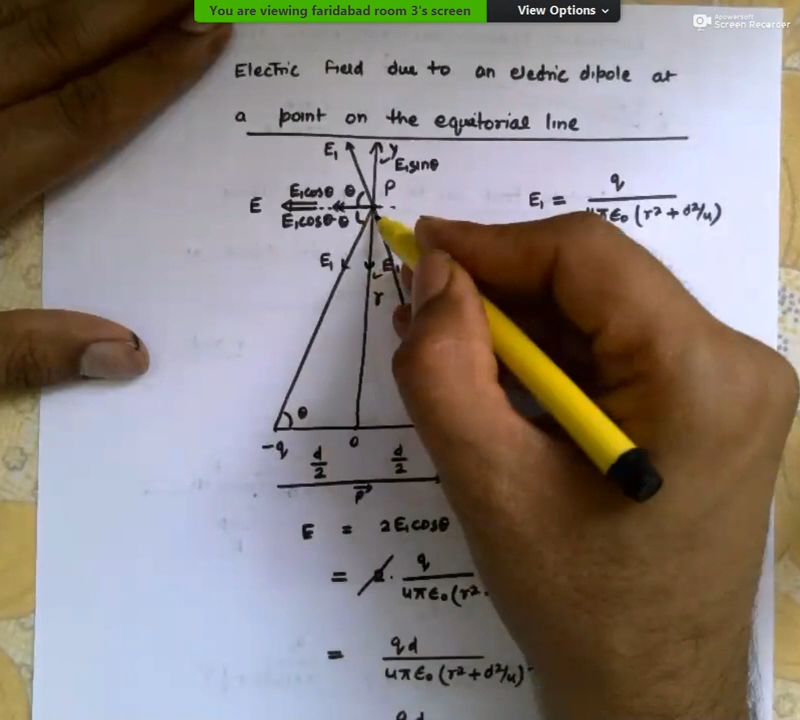 You are viewing faridabad room 3's screen
View Options
Apowersoft
Screen Recorder
Electric field due to an electric dipole at
a point on the equitorial line
E₁
y
E₁sinθ
P
E₁cosθ θ
E
E₁cosθ θ
E₁ = q
4πε₀(r²+d²/4)
E₁
E₁
r
θ
-q
o
d/2
d/2
p⃗
E = 2E₁cosθ
= 2. q
4πε₀(r²
= qd
4πε₀(r²+d²/4)
qd